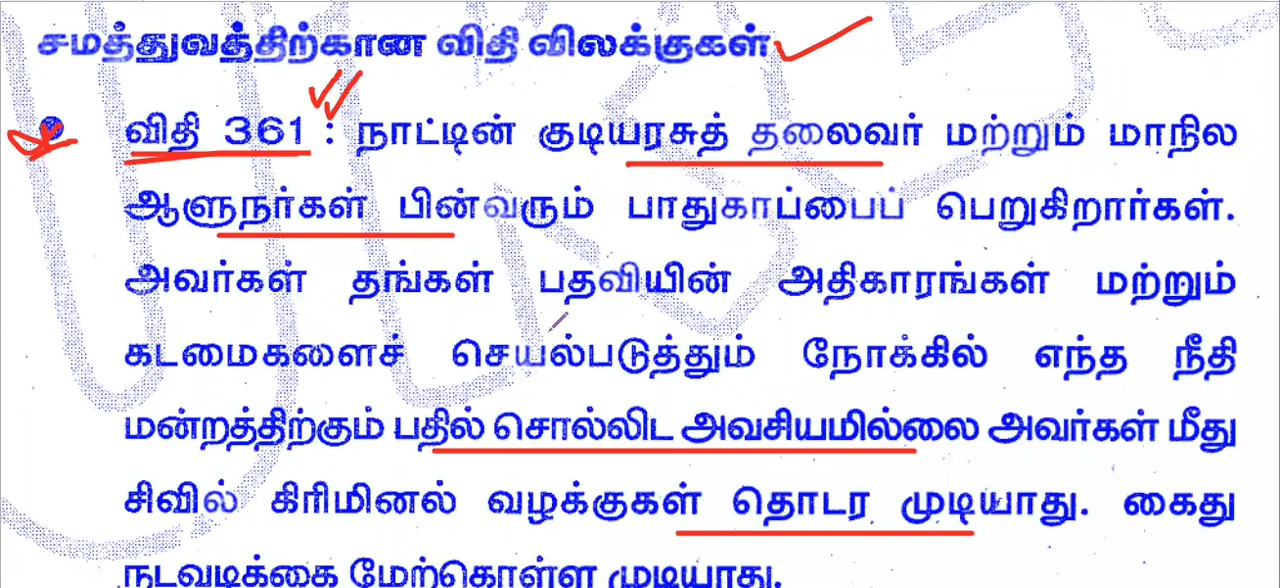 சமத்துவத்திற்கான விதி விலக்குகள்
விதி 361 : நாட்டின் குடியரசுத் தலைவர் மற்றும் மாநில
ஆளுநர்கள் பின்வரும் பாதுகாப்பைப் பெறுகிறார்கள்.
அவர்கள் தங்கள் பதவியின் அதிகாரங்கள் மற்றும்
கடமைகளைச் செயல்படுத்தும் நோக்கில் எந்த நீதி
மன்றத்திற்கும் பதில் சொல்லிட அவசியமில்லை அவர்கள் மீது
சிவில் கிரிமினல் வழக்குகள் தொடர முடியாது. கைது
நடவடிக்கை மேற்கொள்ள முடியாது.